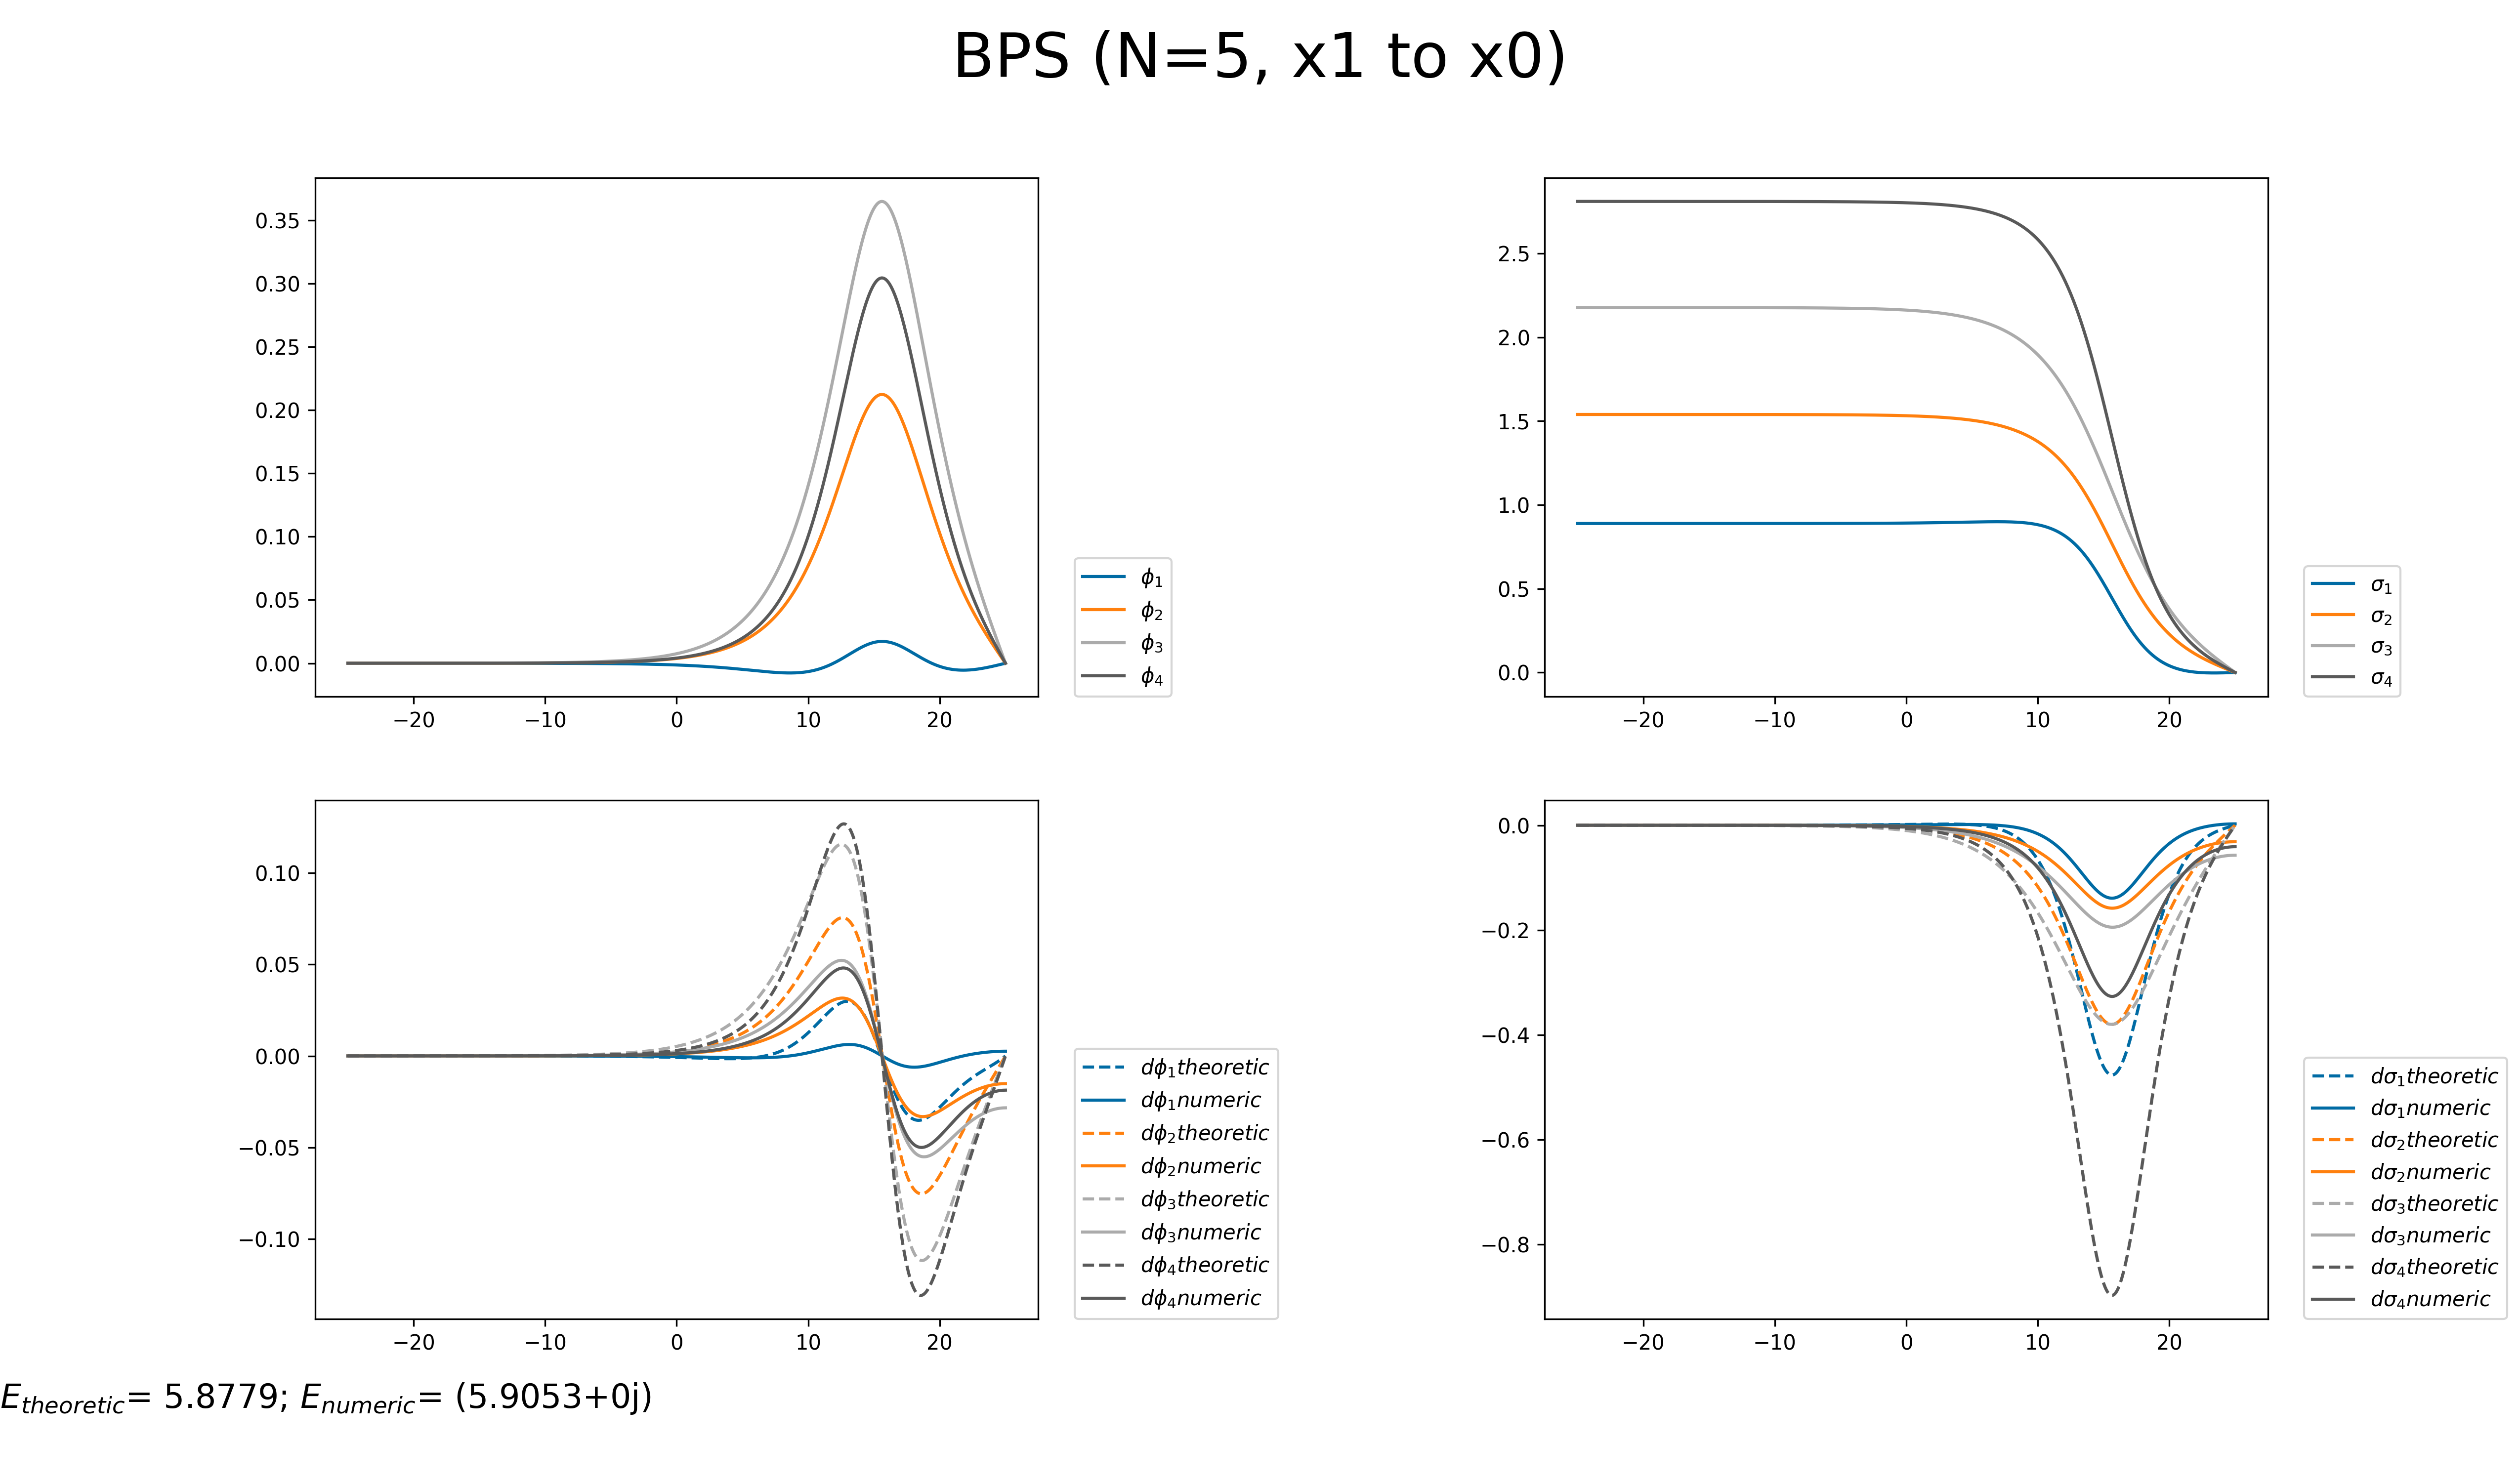 BPS (N=5, x1 to x0)
0.35
0.30
0.25
0.20
0.15
0.10
0.05
0.00
−20 −10 0 10 20
ϕ1
ϕ2
ϕ3
ϕ4
2.5
2.0
1.5
1.0
0.5
0.0
−20 −10 0 10 20
σ1
σ2
σ3
σ4
0.10
0.05
0.00
−0.05
−0.10
−20 −10 0 10 20
dϕ1theoretic
dϕ1numeric
dϕ2theoretic
dϕ2numeric
dϕ3theoretic
dϕ3numeric
dϕ4theoretic
dϕ4numeric
0.0
−0.2
−0.4
−0.6
−0.8
−20 −10 0 10 20
dσ1theoretic
dσ1numeric
dσ2theoretic
dσ2numeric
dσ3theoretic
dσ3numeric
dσ4theoretic
dσ4numeric
Etheoretic= 5.8779; Enumeric= (5.9053+0j)